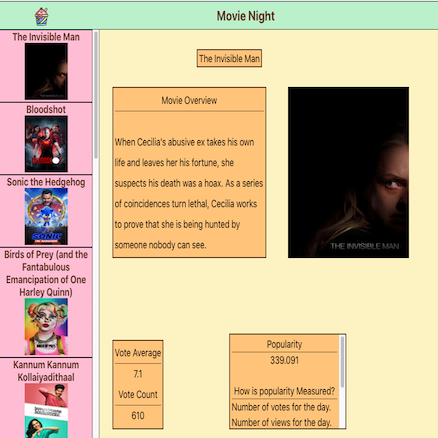 Movie Night
The Invisible Man
Bloodshot
Sonic the Hedgehog
SONIC
Birds of Prey (and the
Fantabulous
Emancipation of One
Harley Quinn)
Kannum Kannum
Kollaiyadithaal
The Invisible Man
Movie Overview
When Cecilia's abusive ex takes his own
life and leaves her his fortune, she
suspects his death was a hoax. As a series
of coincidences turn lethal, Cecilia works
to prove that she is being hunted by
someone nobody can see.
THE INVISIBLE MAN
Vote Average
7.1
Vote Count
610
Popularity
339.091
How is popularity Measured?
Number of votes for the day.
Number of views for the day.